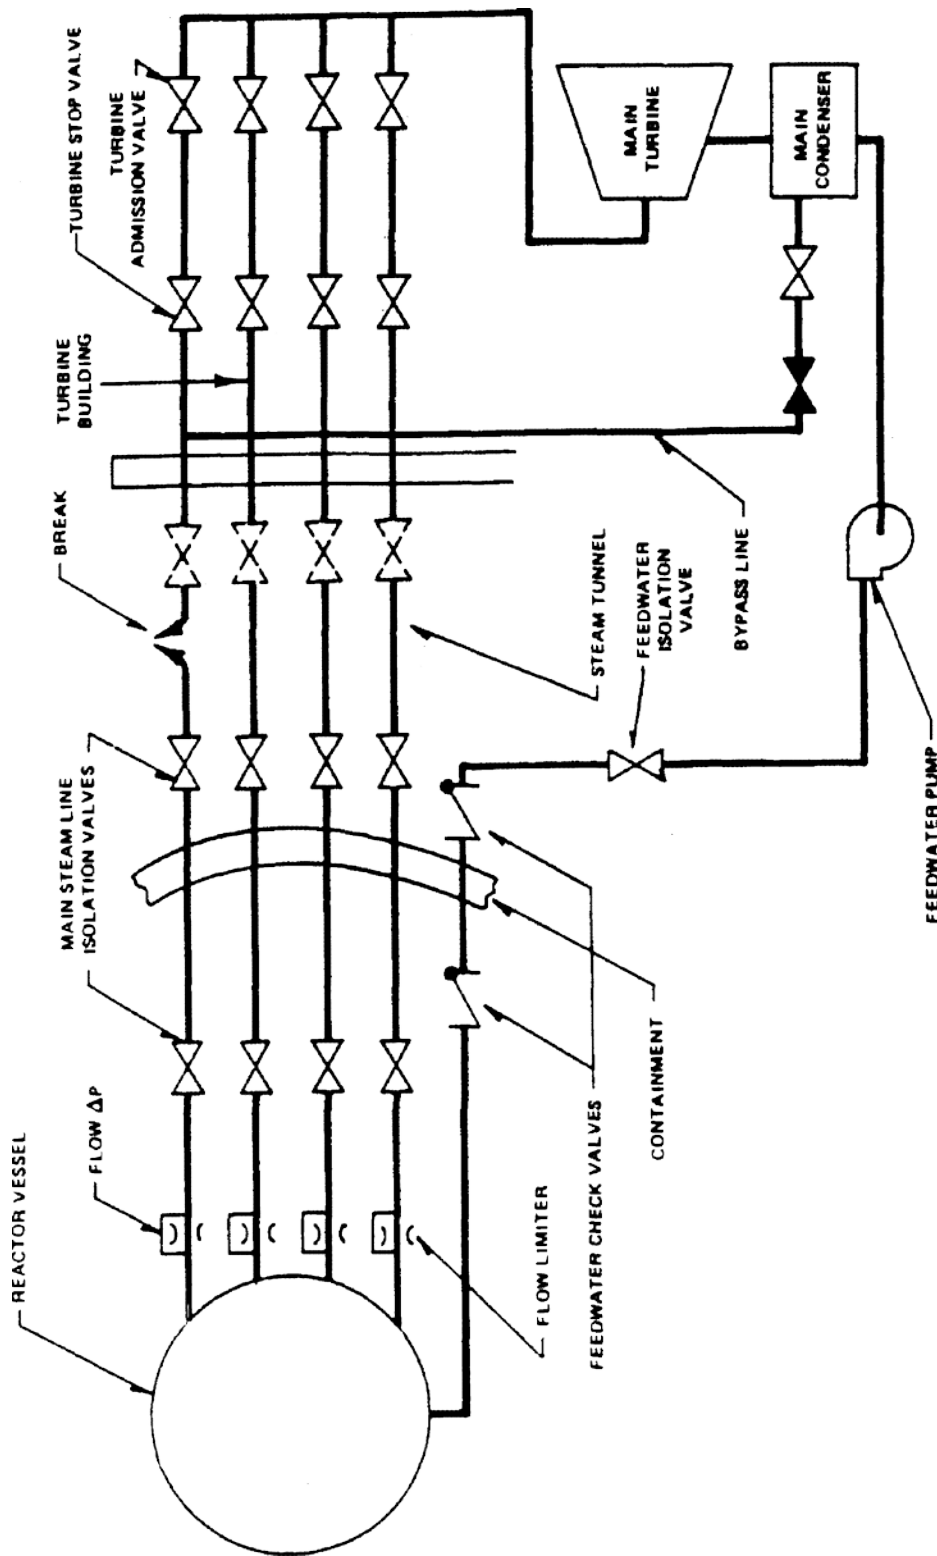 REACTOR VESSEL
FLOW ΔP
MAIN STEAM LINE
ISOLATION VALVES
BREAK
TURBINE
BUILDING
TURBINE STOP VALVE
TURBINE
ADMISSION VALVE
MAIN
TURBINE
MAIN
CONDENSER
FLOW LIMITER
FEEDWATER CHECK VALVES
CONTAINMENT
STEAM TUNNEL
FEEDWATER
ISOLATION
VALVE
BYPASS LINE
FEEDWATER PUMP